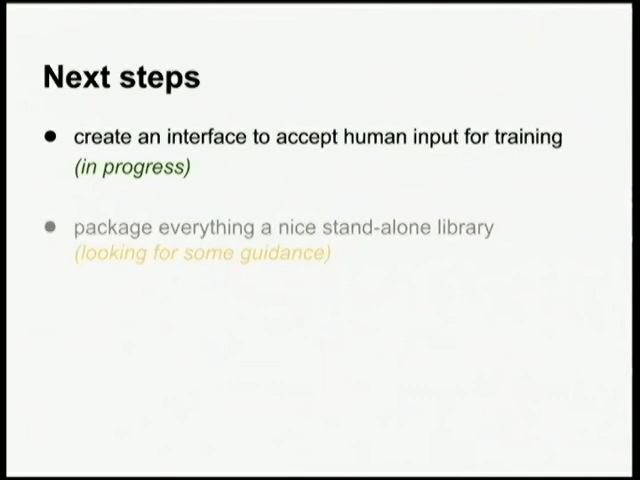 Next steps
● create an interface to accept human input for training
(in progress)
● package everything a nice stand-alone library
(looking for some guidance)